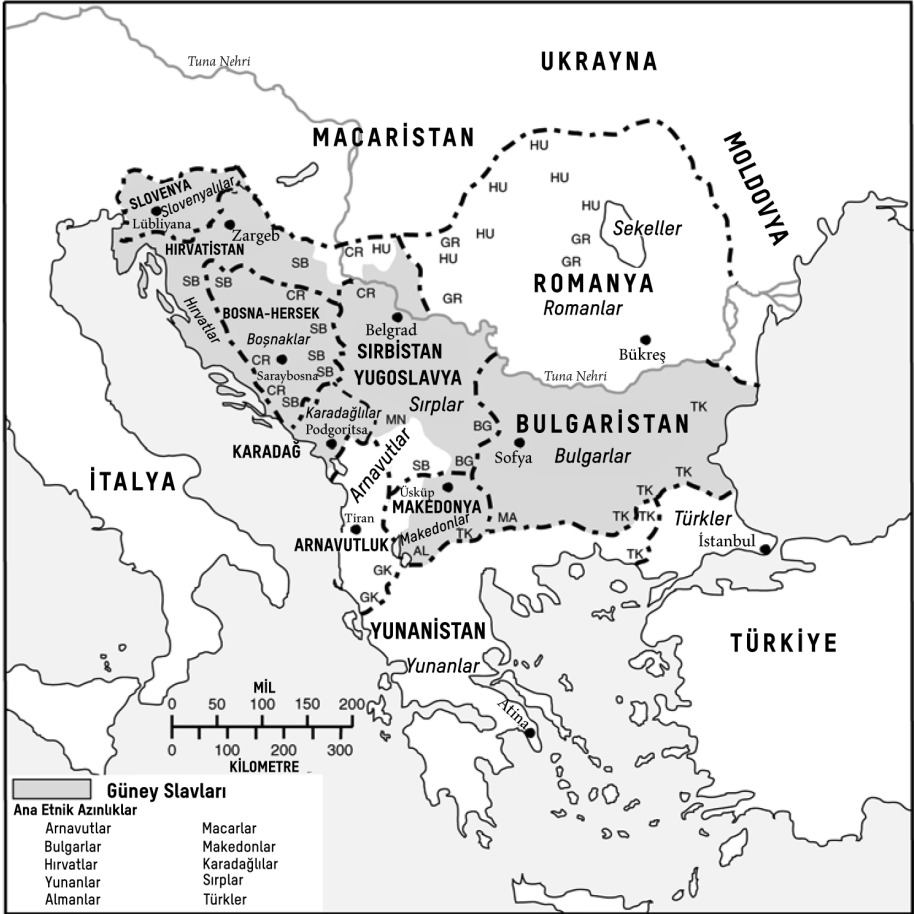 Tuna Nehri
UKRAYNA
MACARİSTAN
MOLDOVYA
HU
HU
HU
HU
SLOVENYA
Slovenyalılar
Lübliyana
Zargeb
HIRVATİSTAN
Sekeller
GR
HU
GR
CR HU
HU
GR
SB
SB SB
CR
CR
GR
ROMANYA
Romanlar
Hırvatlar
BOSNA-HERSEK
SB
Boşnaklar
Belgrad
CR
SB
Saraybosna
SB
CR
SB
SIRBİSTAN
YUGOSLAVYA
Sırplar
Bükreş
Tuna Nehri
Karadağlılar
Podgoritsa
MN
KARADAĞ
BG
BULGARİSTAN
Bulgarlar
Sofya
TK
İTALYA
Arnavutlar
SB
BG
TK
Üsküp
MAKEDONYA
Makedonlar
TK
MA
AL
TK
TK
TK
TK
Türkler
İstanbul
Tiran
ARNAVUTLUK
GK
GK
YUNANİSTAN
Yunanlar
TÜRKİYE
Atina
MİL
0 50 100 150 200
0 100 200 300
KİLOMETRE
Güney Slavları
Ana Etnik Azınlıklar
Arnavutlar
Bulgarlar
Hırvatlar
Yunanlar
Almanlar
Macarlar
Makedonlar
Karadağlılar
Sırplar
Türkler